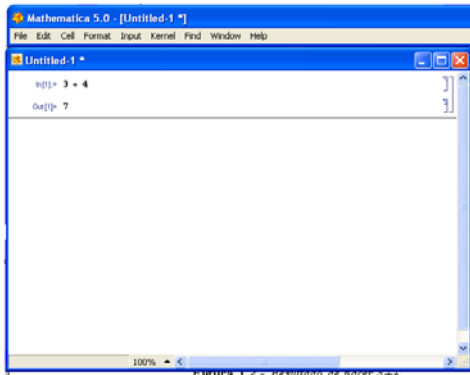 Mathematica 5.0 - [Untitled-1 *]
File Edit Cell Format Input Kernel Find Window Help
Untitled-1 *
In[1]:= 3 + 4
Out[1]= 7
100%